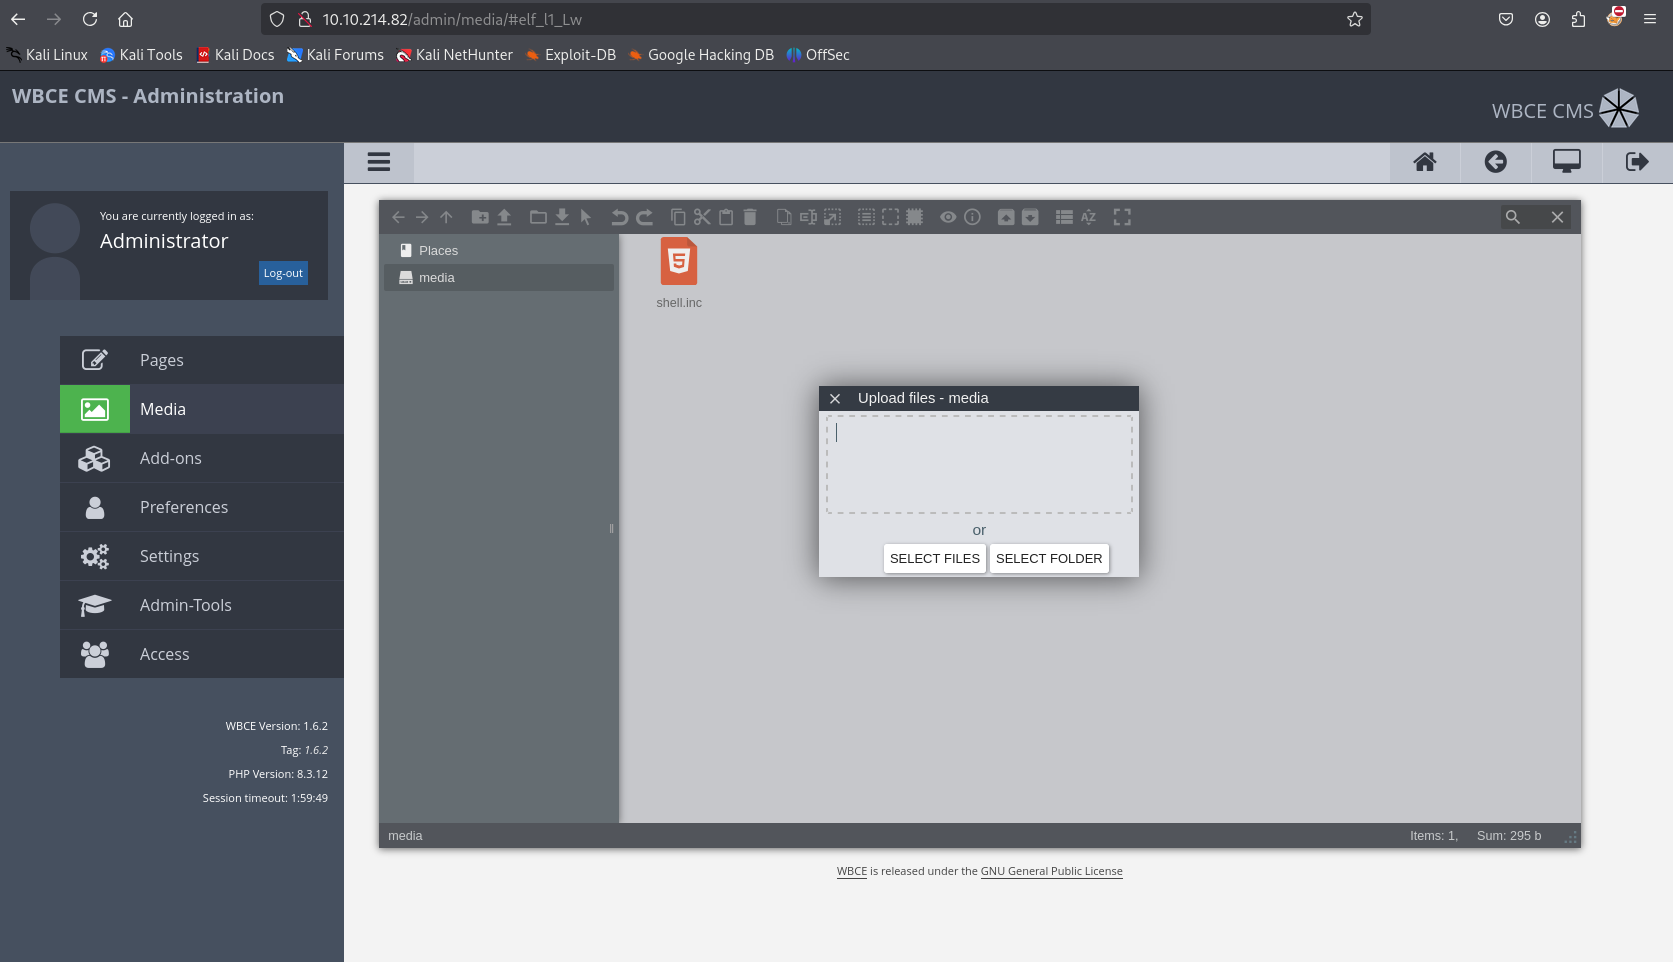 10.10.214.82/admin/media/#elf_l1_Lw
Kali Linux Kali Tools Kali Docs Kali Forums Kali NetHunter Exploit-DB Google Hacking DB OffSec
WBCE CMS - Administration
WBCE CMS
You are currently logged in as:
Administrator
Log-out
Pages
Media
Add-ons
Preferences
Settings
Admin-Tools
Access
WBCE Version: 1.6.2
Tag: 1.6.2
PHP Version: 8.3.12
Session timeout: 1:59:49
AZ
Places
media
shell.inc
Upload files - media
or
SELECT FILES SELECT FOLDER
media
Items: 1, Sum: 295 b
WBCE is released under the GNU General Public License